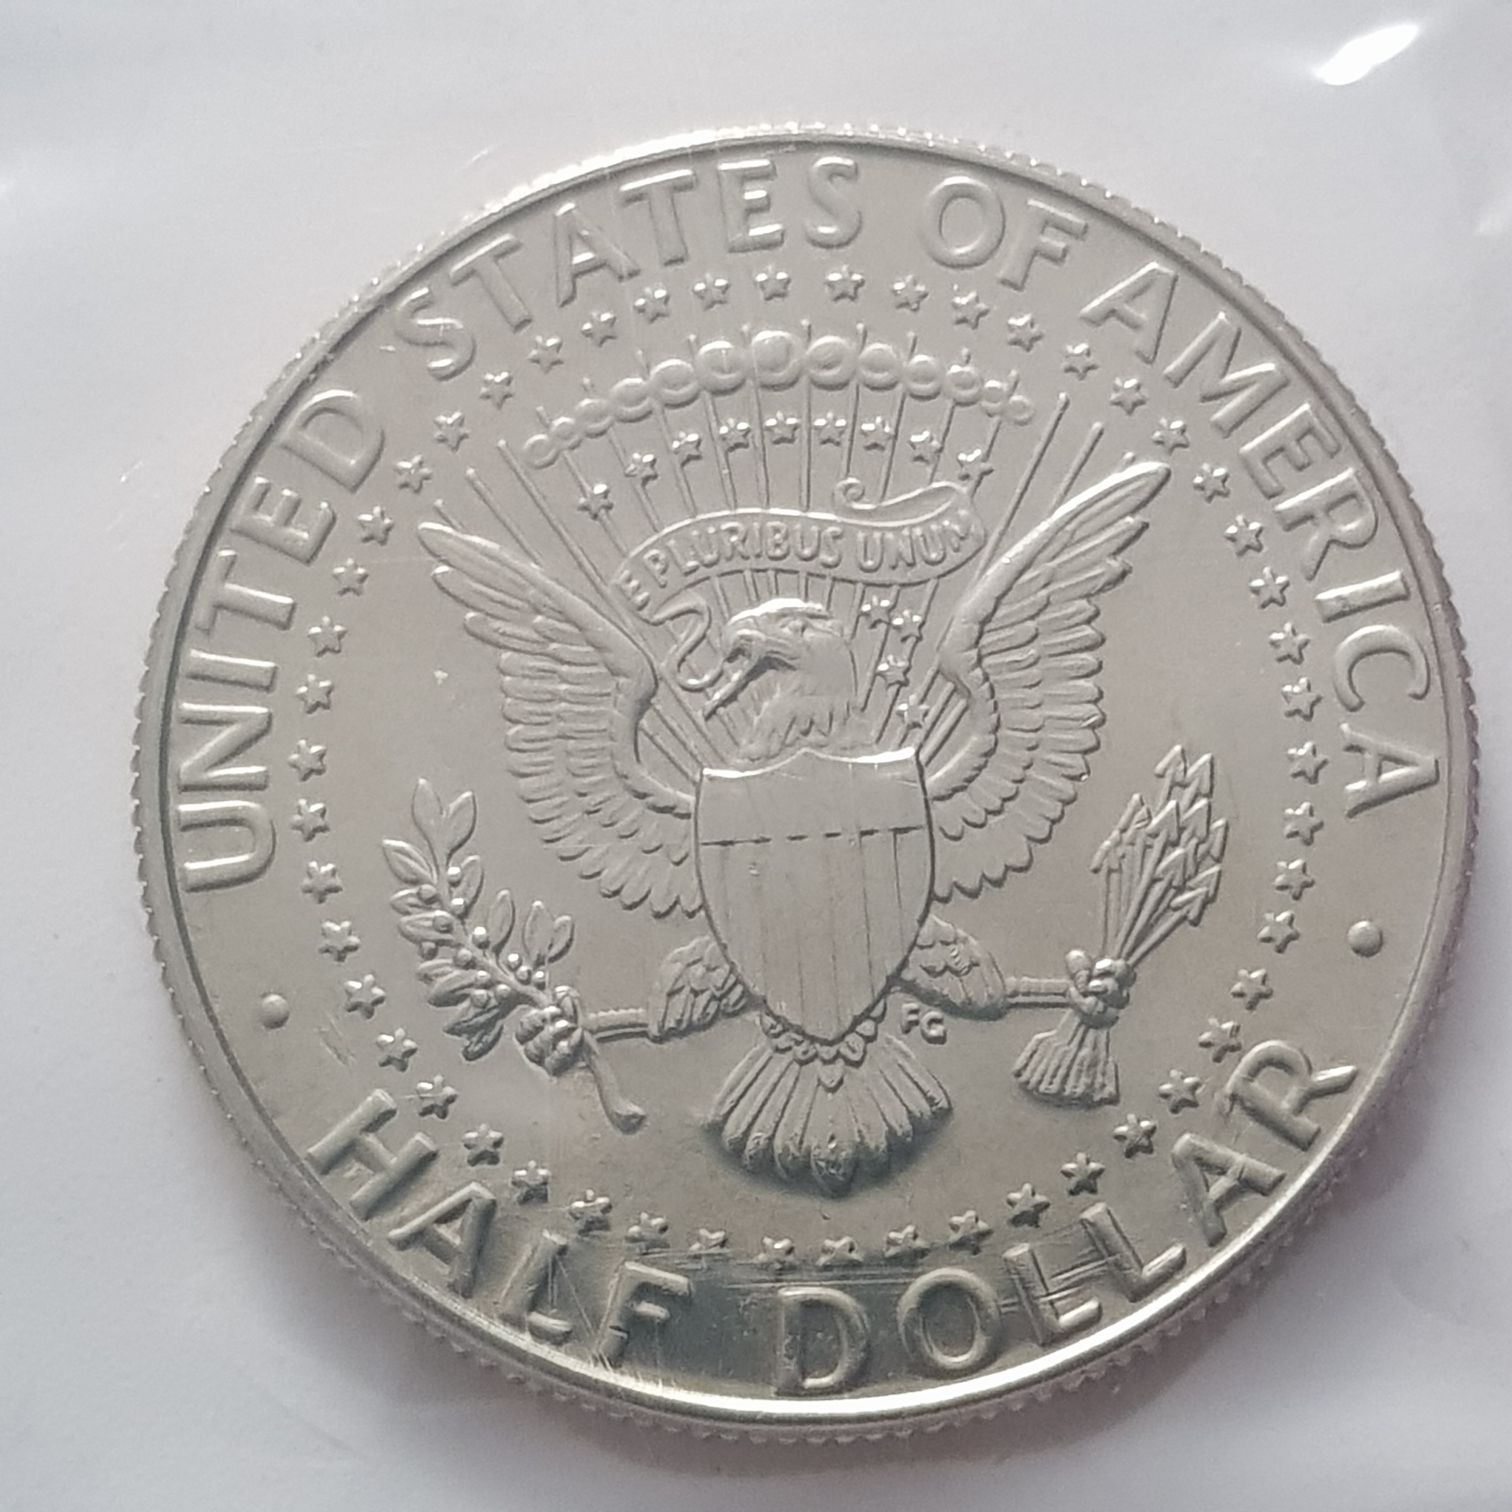 UNITED STATES OF AMERICA
E PLURIBUS UNUM
FG
HALF DOLLAR